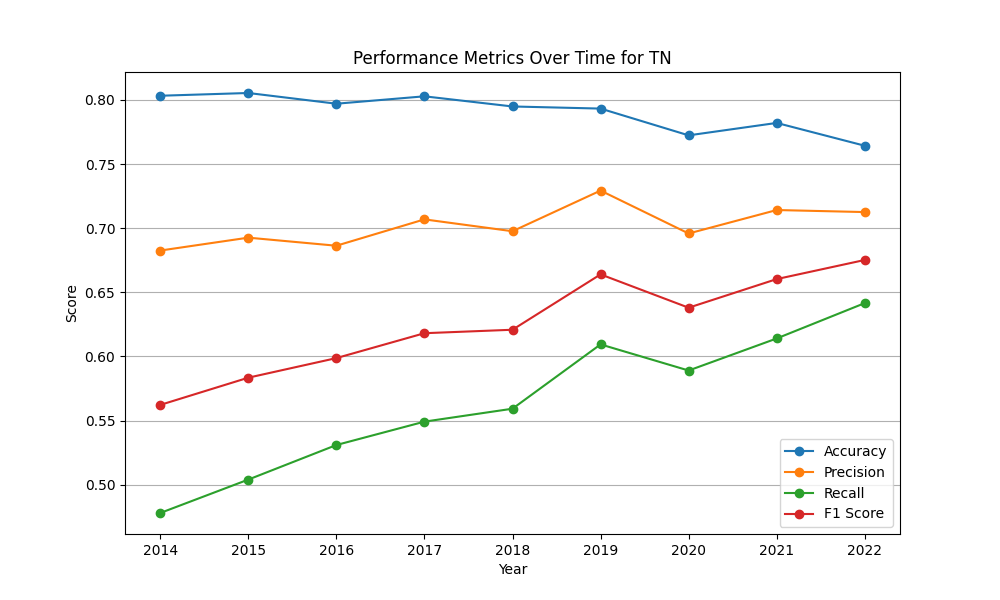 Performance Metrics Over Time for TN
0.80
0.75
0.70
0.65
0.60
0.55
0.50
Score
Accuracy
Precision
Recall
F1 Score
2014 2015 2016 2017 2018 2019 2020 2021 2022
Year